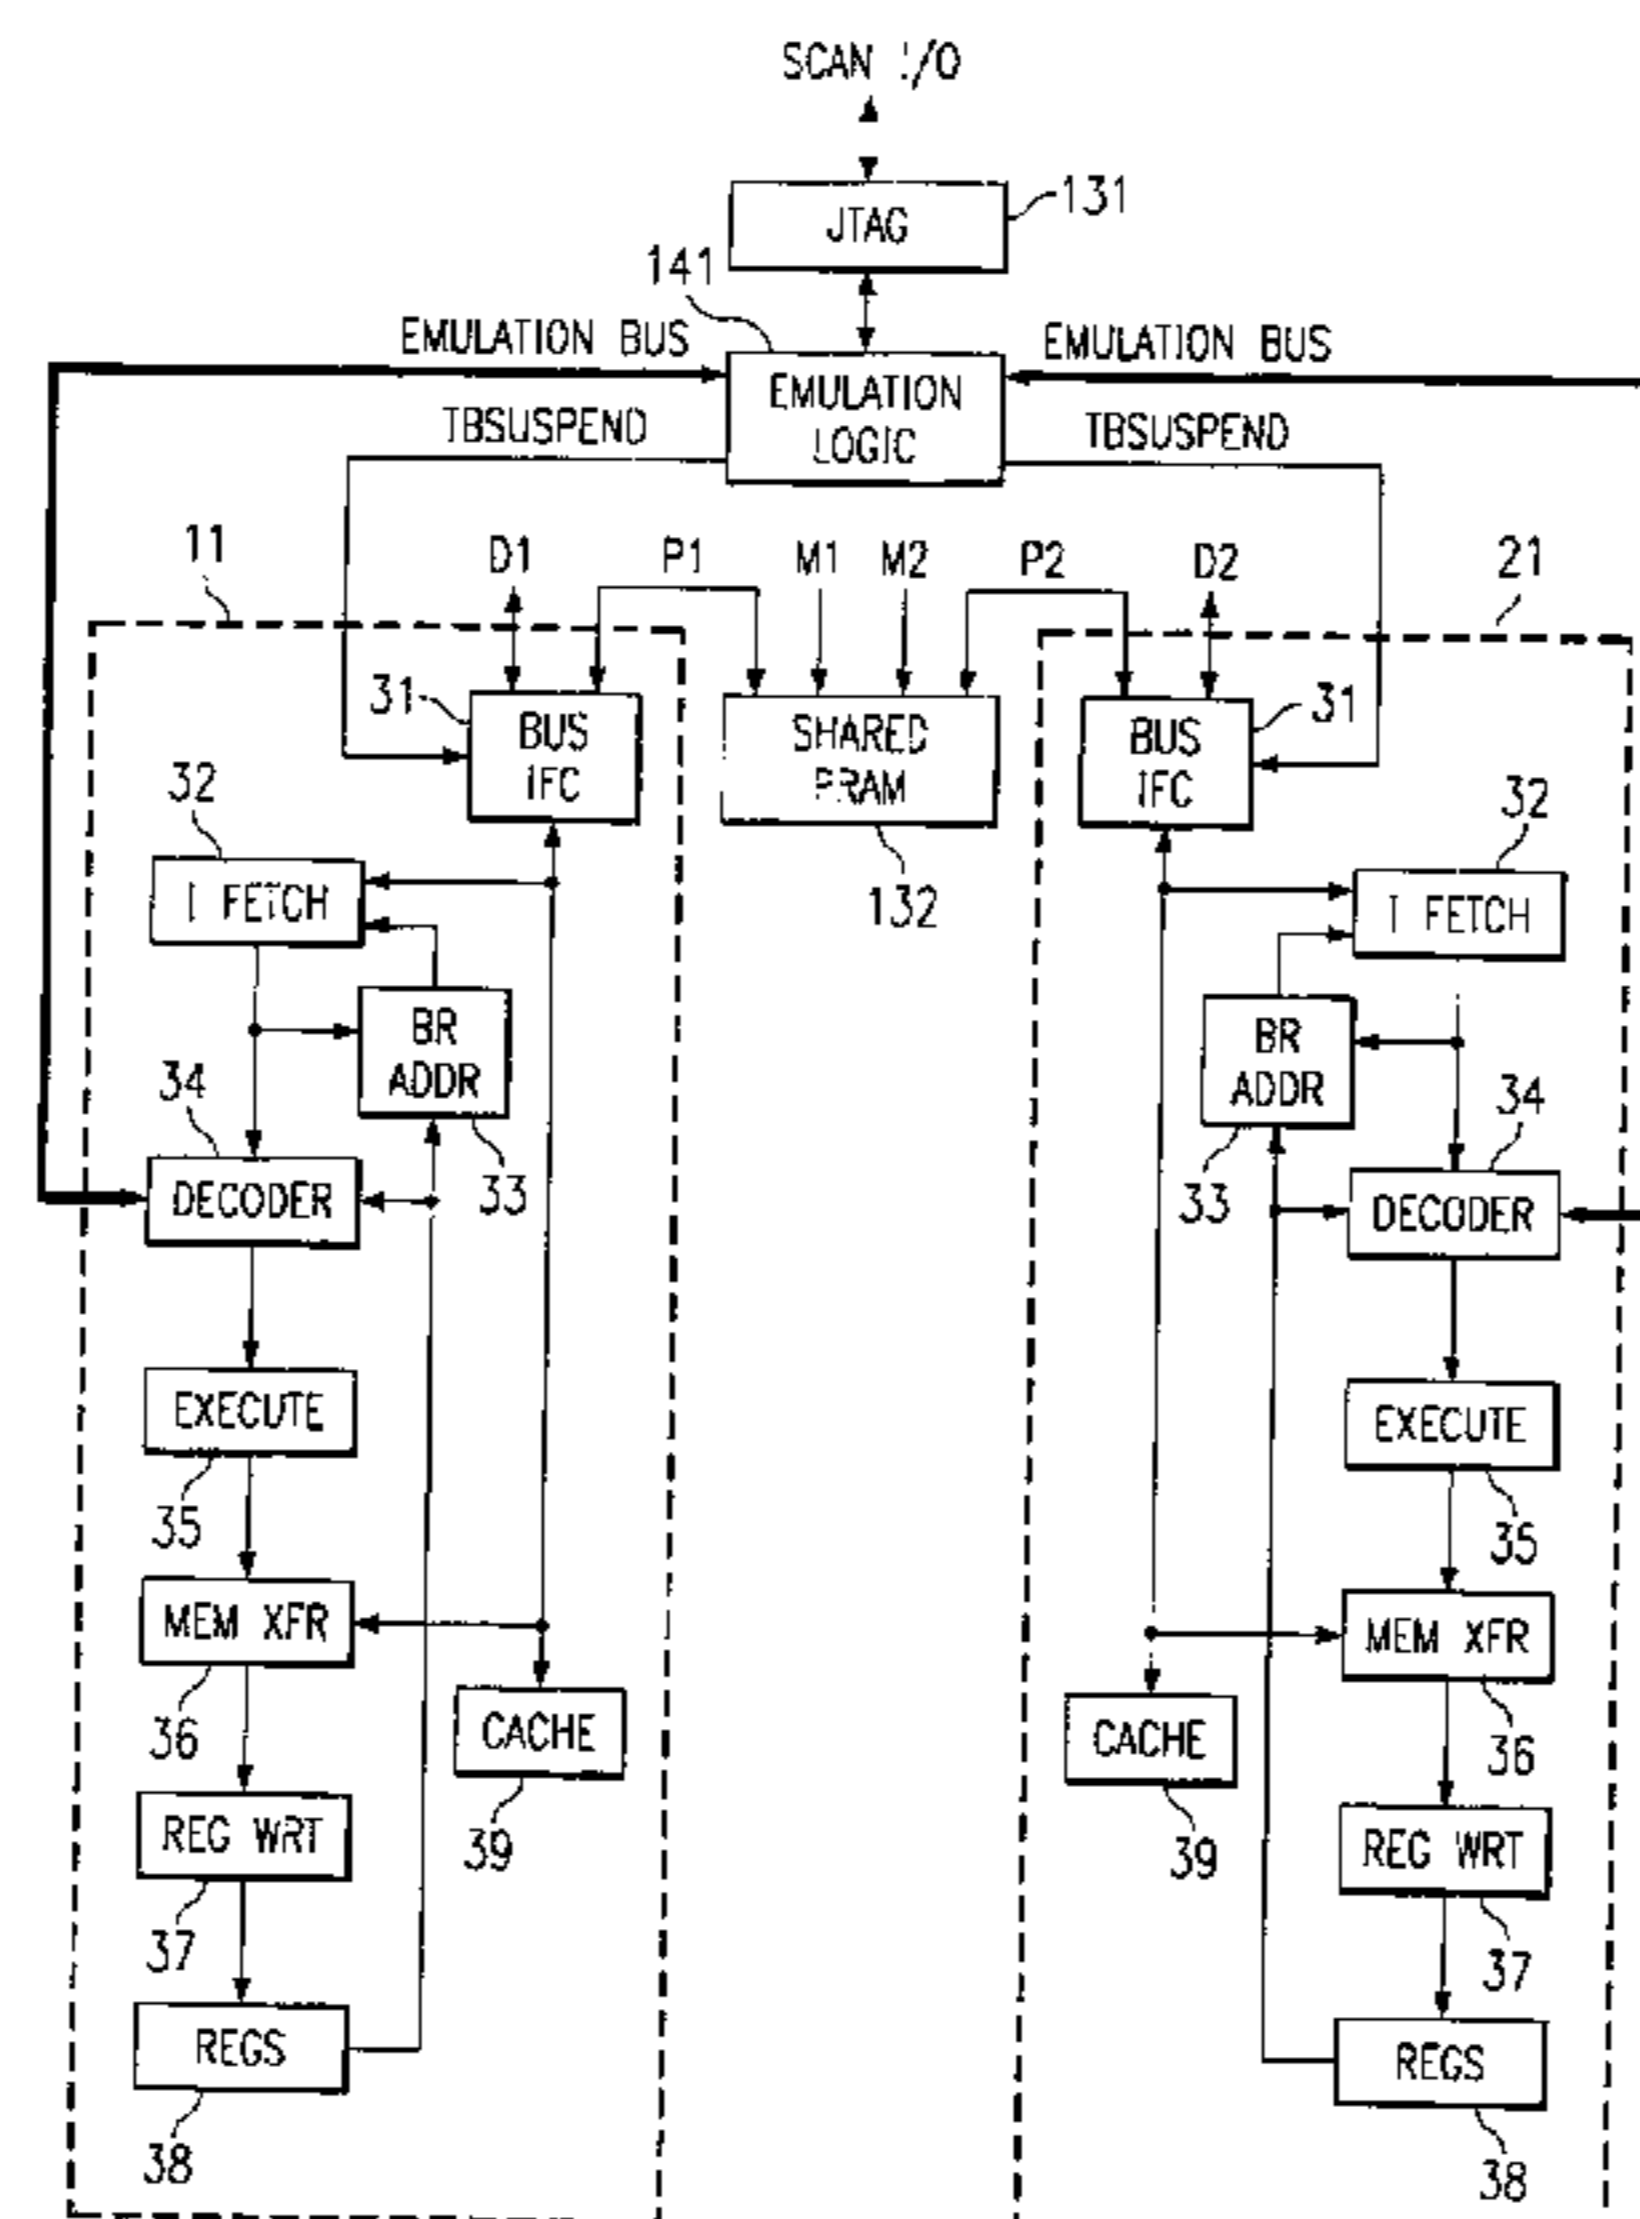 SCAN I/O
JTAG
131
141
EMULATION BUS
EMULATION BUS
EMULATION
LOGIC
TBSUSPEND
TBSUSPEND
11
D1
P1
M1
M2
P2
D2
21
31
BUS
IFC
SHARED
PRAM
BUS
IFC
31
32
I FETCH
132
32
I FETCH
BR
ADDR
BR
ADDR
34
33
34
33
DECODER
DECODER
EXECUTE
EXECUTE
35
35
MEM XFR
MEM XFR
36
CACHE
CACHE
36
REG WRT
39
39
REG WRT
37
37
REGS
REGS
38
38